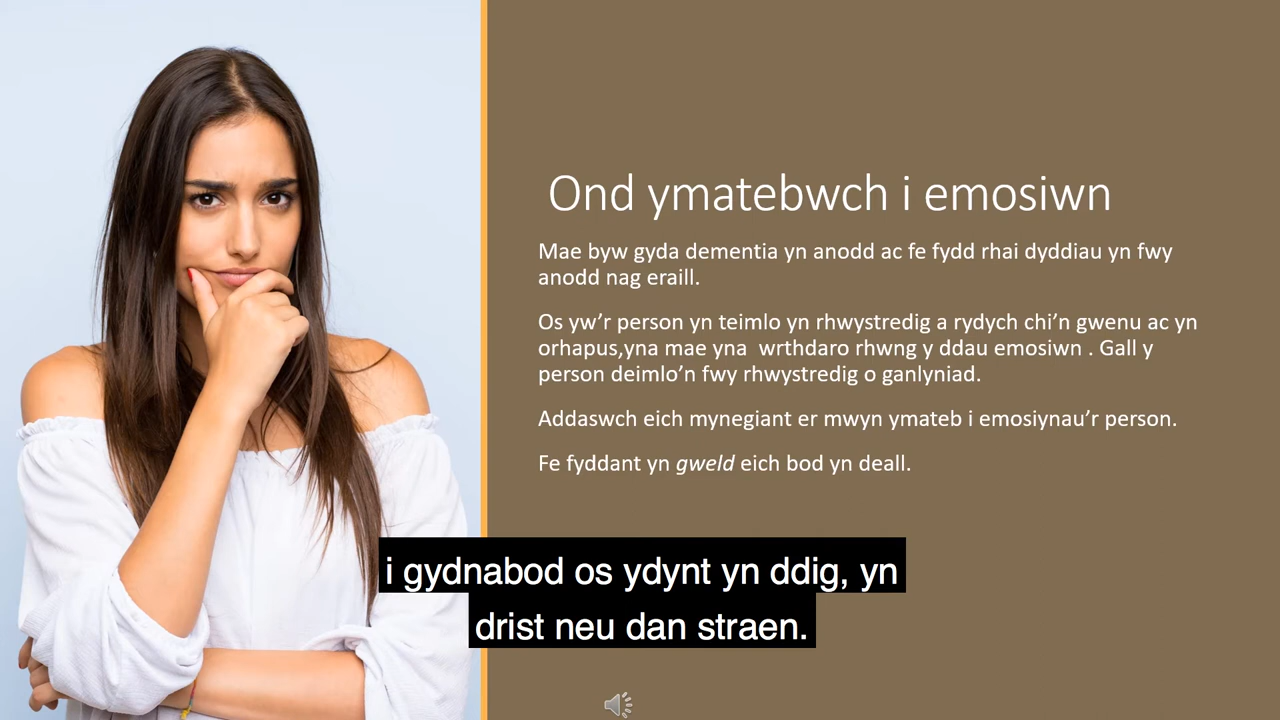 Ond ymatebwch i emosiwn
Mae byw gyda dementia yn anodd ac fe fydd rhai dyddiau yn fwy
anodd nag eraill.
Os yw’r person yn teimlo yn rhwystredig a rydych chi’n gwenu ac yn
orhapus,yna mae yna  wrthdaro rhwng y ddau emosiwn . Gall y
person deimlo’n fwy rhwystredig o ganlyniad.
Addaswch eich mynegiant er mwyn ymateb i emosiynau’r person.
Fe fyddant yn gweld eich bod yn deall.
i gydnabod os ydynt yn ddig, yn
drist neu dan straen.